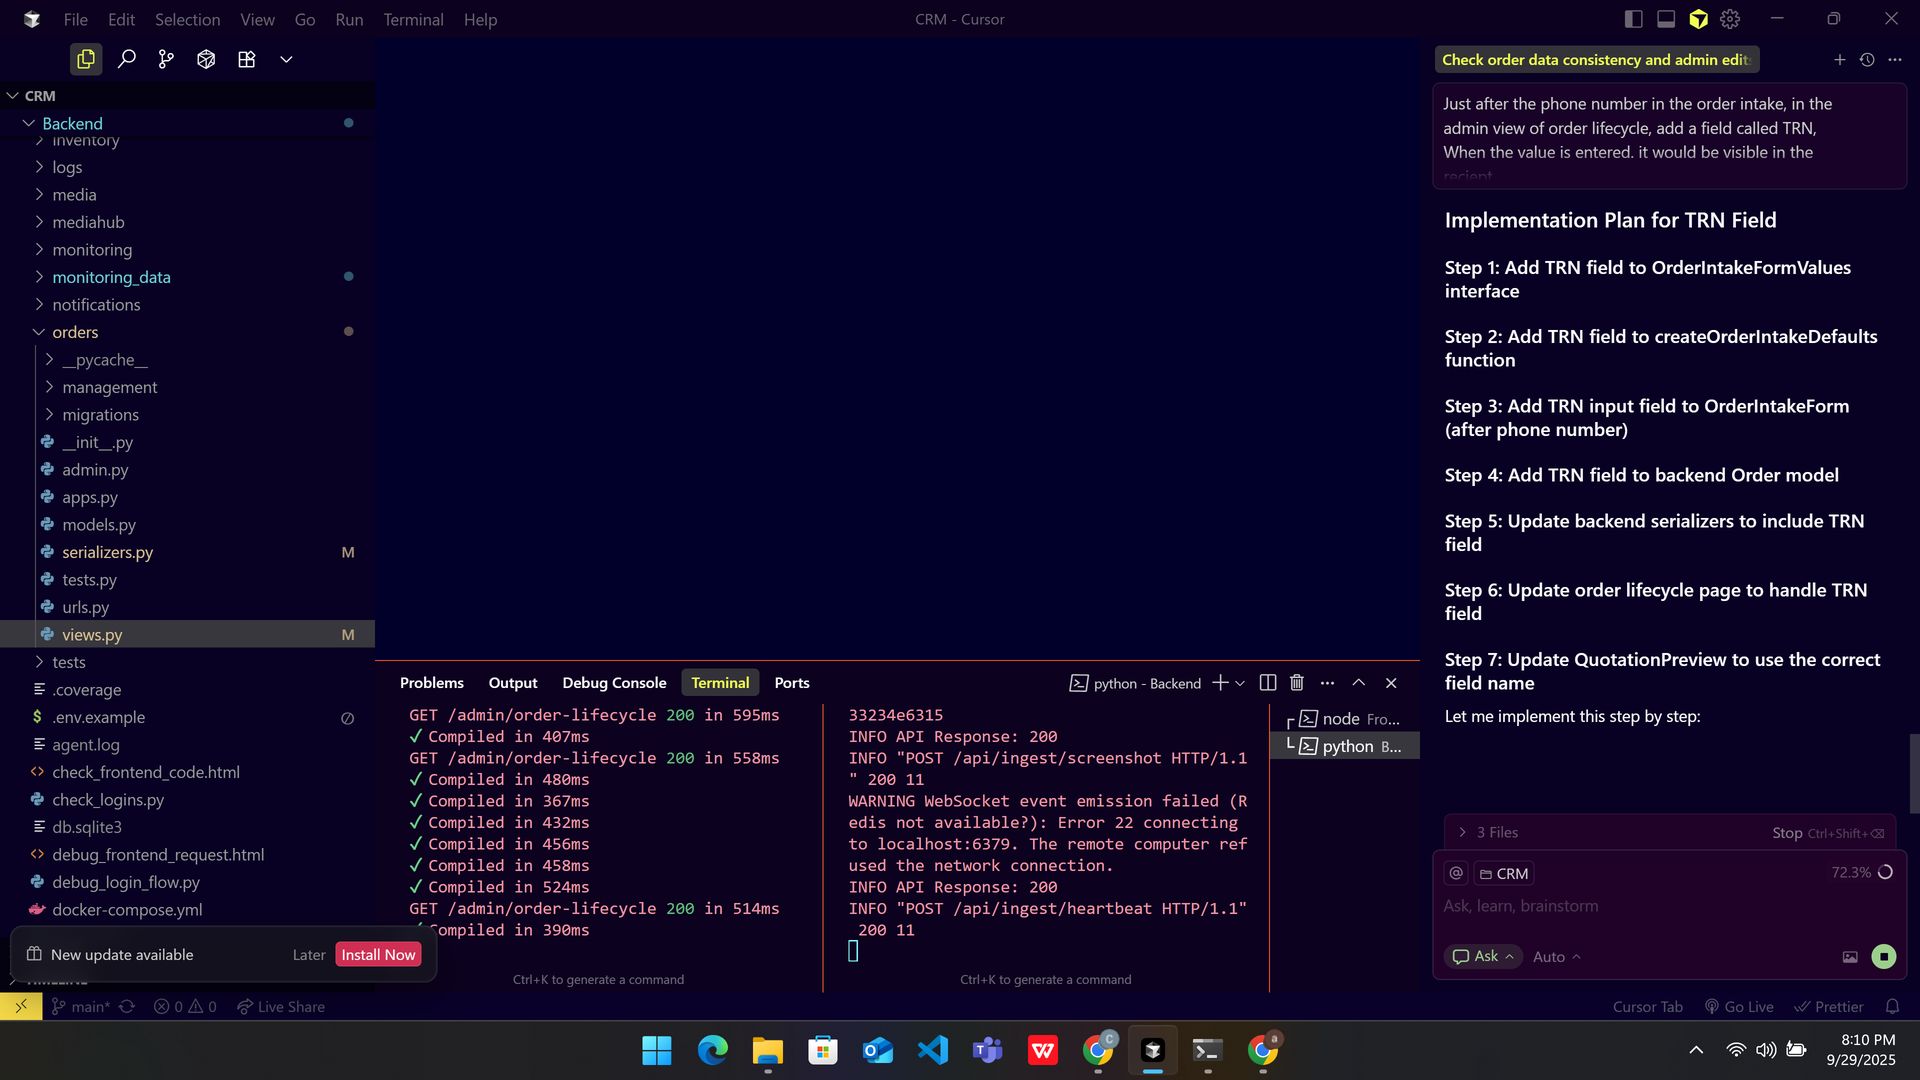 File Edit Selection View Go Run Terminal Help
CRM - Cursor
CRM
Backend
inventory
logs
media
mediahub
monitoring
monitoring_data
notifications
orders
__pycache__
management
migrations
__init__.py
admin.py
apps.py
models.py
serializers.py M
tests.py
urls.py
views.py M
tests
.coverage
.env.example
agent.log
check_frontend_code.html
check_logins.py
db.sqlite3
debug_frontend_request.html
debug_login_flow.py
docker-compose.yml
New update available Later Install Now
TIMELINE
Problems Output Debug Console Terminal Ports
python - Backend
GET /admin/order-lifecycle 200 in 595ms
✓ Compiled in 407ms
GET /admin/order-lifecycle 200 in 558ms
✓ Compiled in 480ms
✓ Compiled in 367ms
✓ Compiled in 432ms
✓ Compiled in 456ms
✓ Compiled in 458ms
✓ Compiled in 524ms
GET /admin/order-lifecycle 200 in 514ms
✓ Compiled in 390ms
Ctrl+K to generate a command
33234e6315
INFO API Response: 200
INFO "POST /api/ingest/screenshot HTTP/1.1
" 200 11
WARNING WebSocket event emission failed (R
edis not available?): Error 22 connecting
to localhost:6379. The remote computer ref
used the network connection.
INFO API Response: 200
INFO "POST /api/ingest/heartbeat HTTP/1.1"
200 11
Ctrl+K to generate a command
node Fro...
python B...
Check order data consistency and admin edit
Just after the phone number in the order intake, in the
admin view of order lifecycle, add a field called TRN,
When the value is entered. it would be visible in the
reciept
Implementation Plan for TRN Field
Step 1: Add TRN field to OrderIntakeFormValues
interface
Step 2: Add TRN field to createOrderIntakeDefaults
function
Step 3: Add TRN input field to OrderIntakeForm
(after phone number)
Step 4: Add TRN field to backend Order model
Step 5: Update backend serializers to include TRN
field
Step 6: Update order lifecycle page to handle TRN
field
Step 7: Update QuotationPreview to use the correct
field name
Let me implement this step by step:
3 Files Stop Ctrl+Shift+⌫
@ CRM 72.3%
Ask, learn, brainstorm
Ask Auto
main* 0 0 Live Share
Cursor Tab Go Live Prettier
8:10 PM
9/29/2025